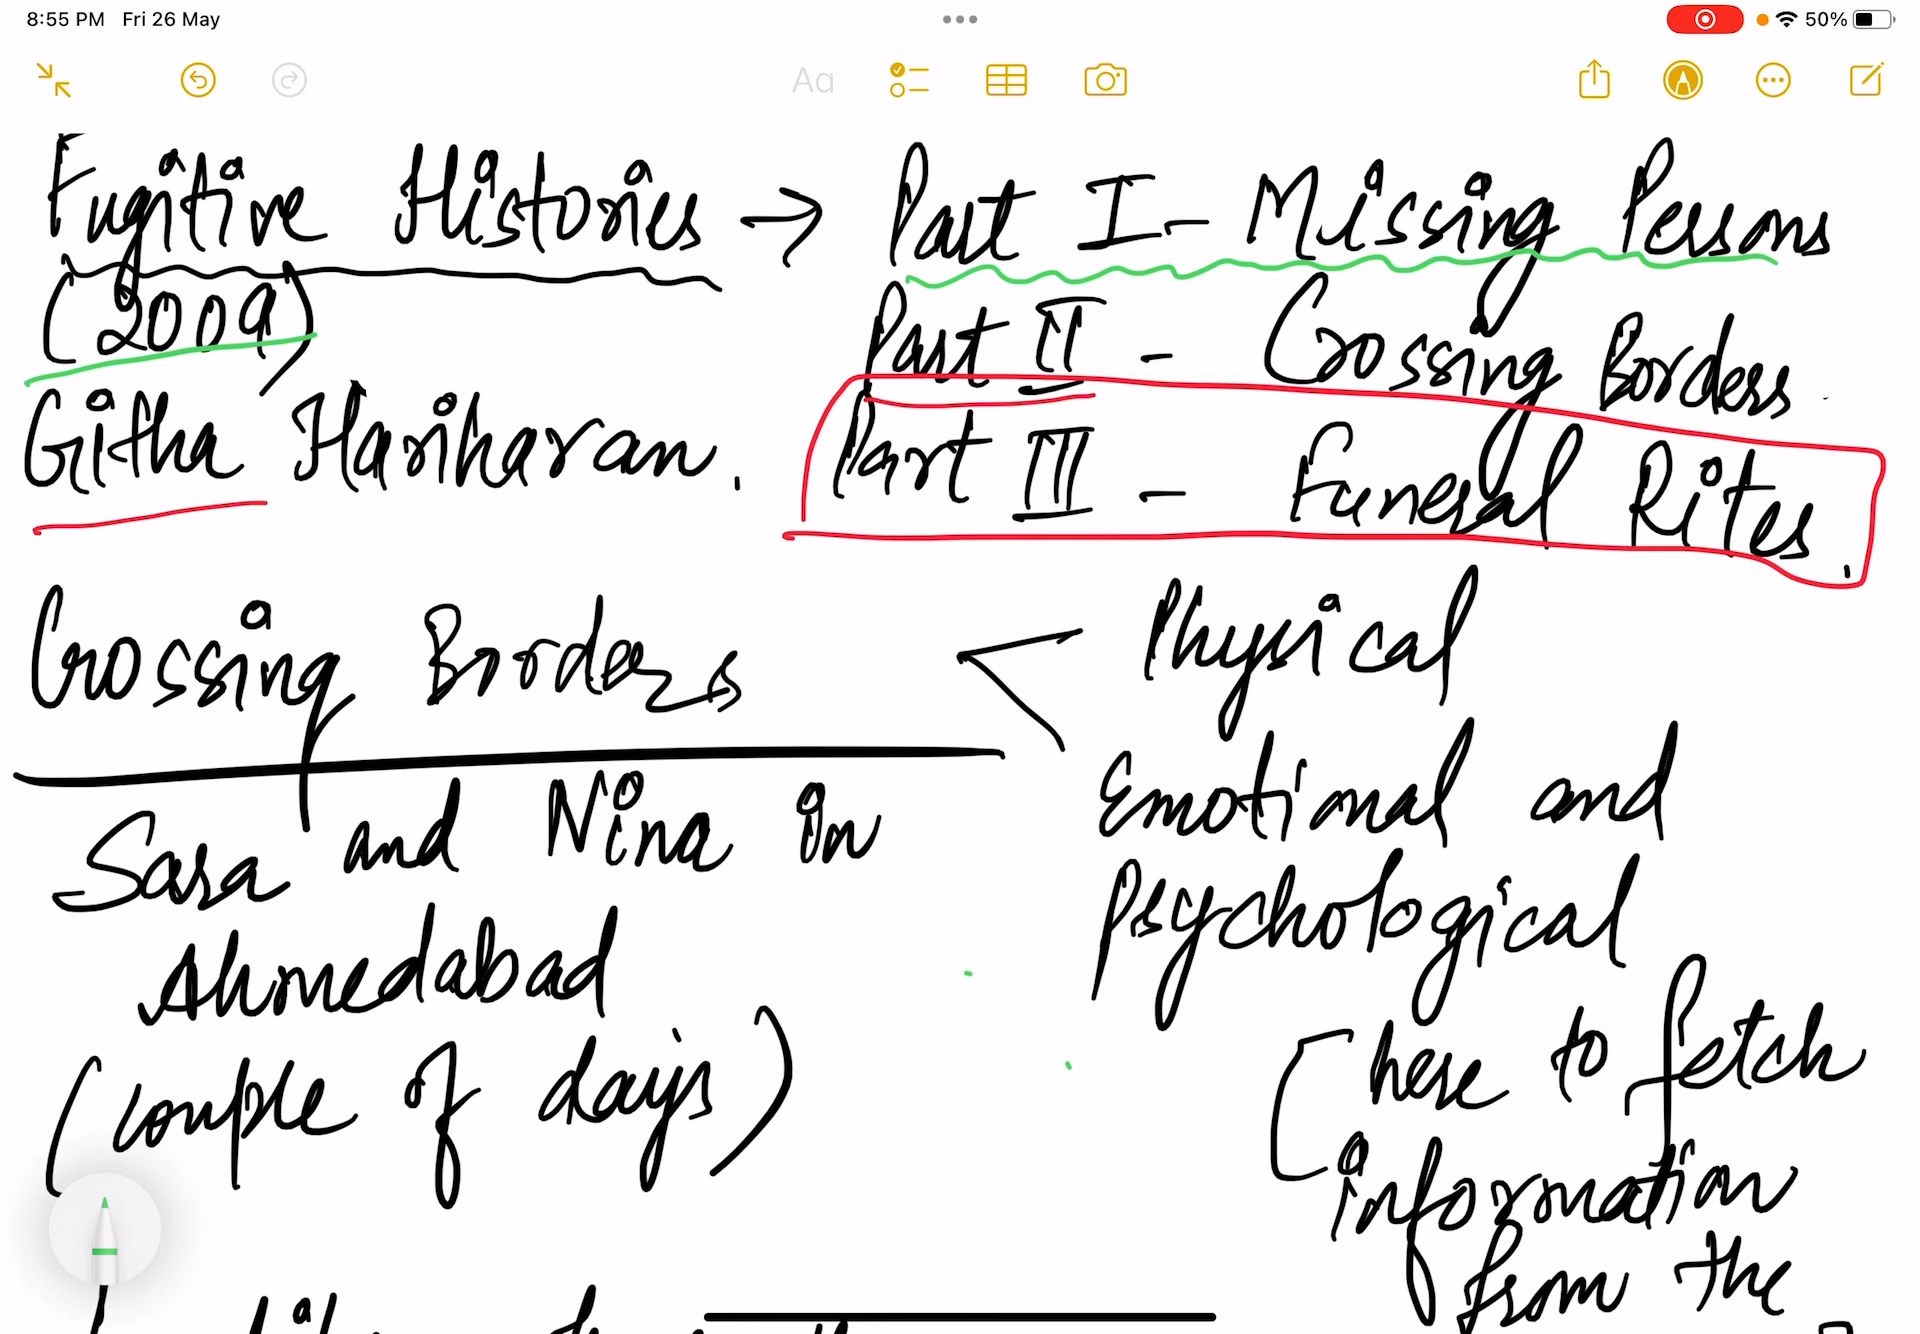 8:55 PM Fri 26 May
50%
Aa
Fugitive Histories → Part I - Missing Persons
(2009)
Part II - Crossing Borders.
Githa Hariharan.
Part III - Funeral Rites.
Crossing Borders
Physical
Emotional and
Psychological
Sara and Nina in
Ahmedabad
(couple of days)
[here to fetch
information
from the